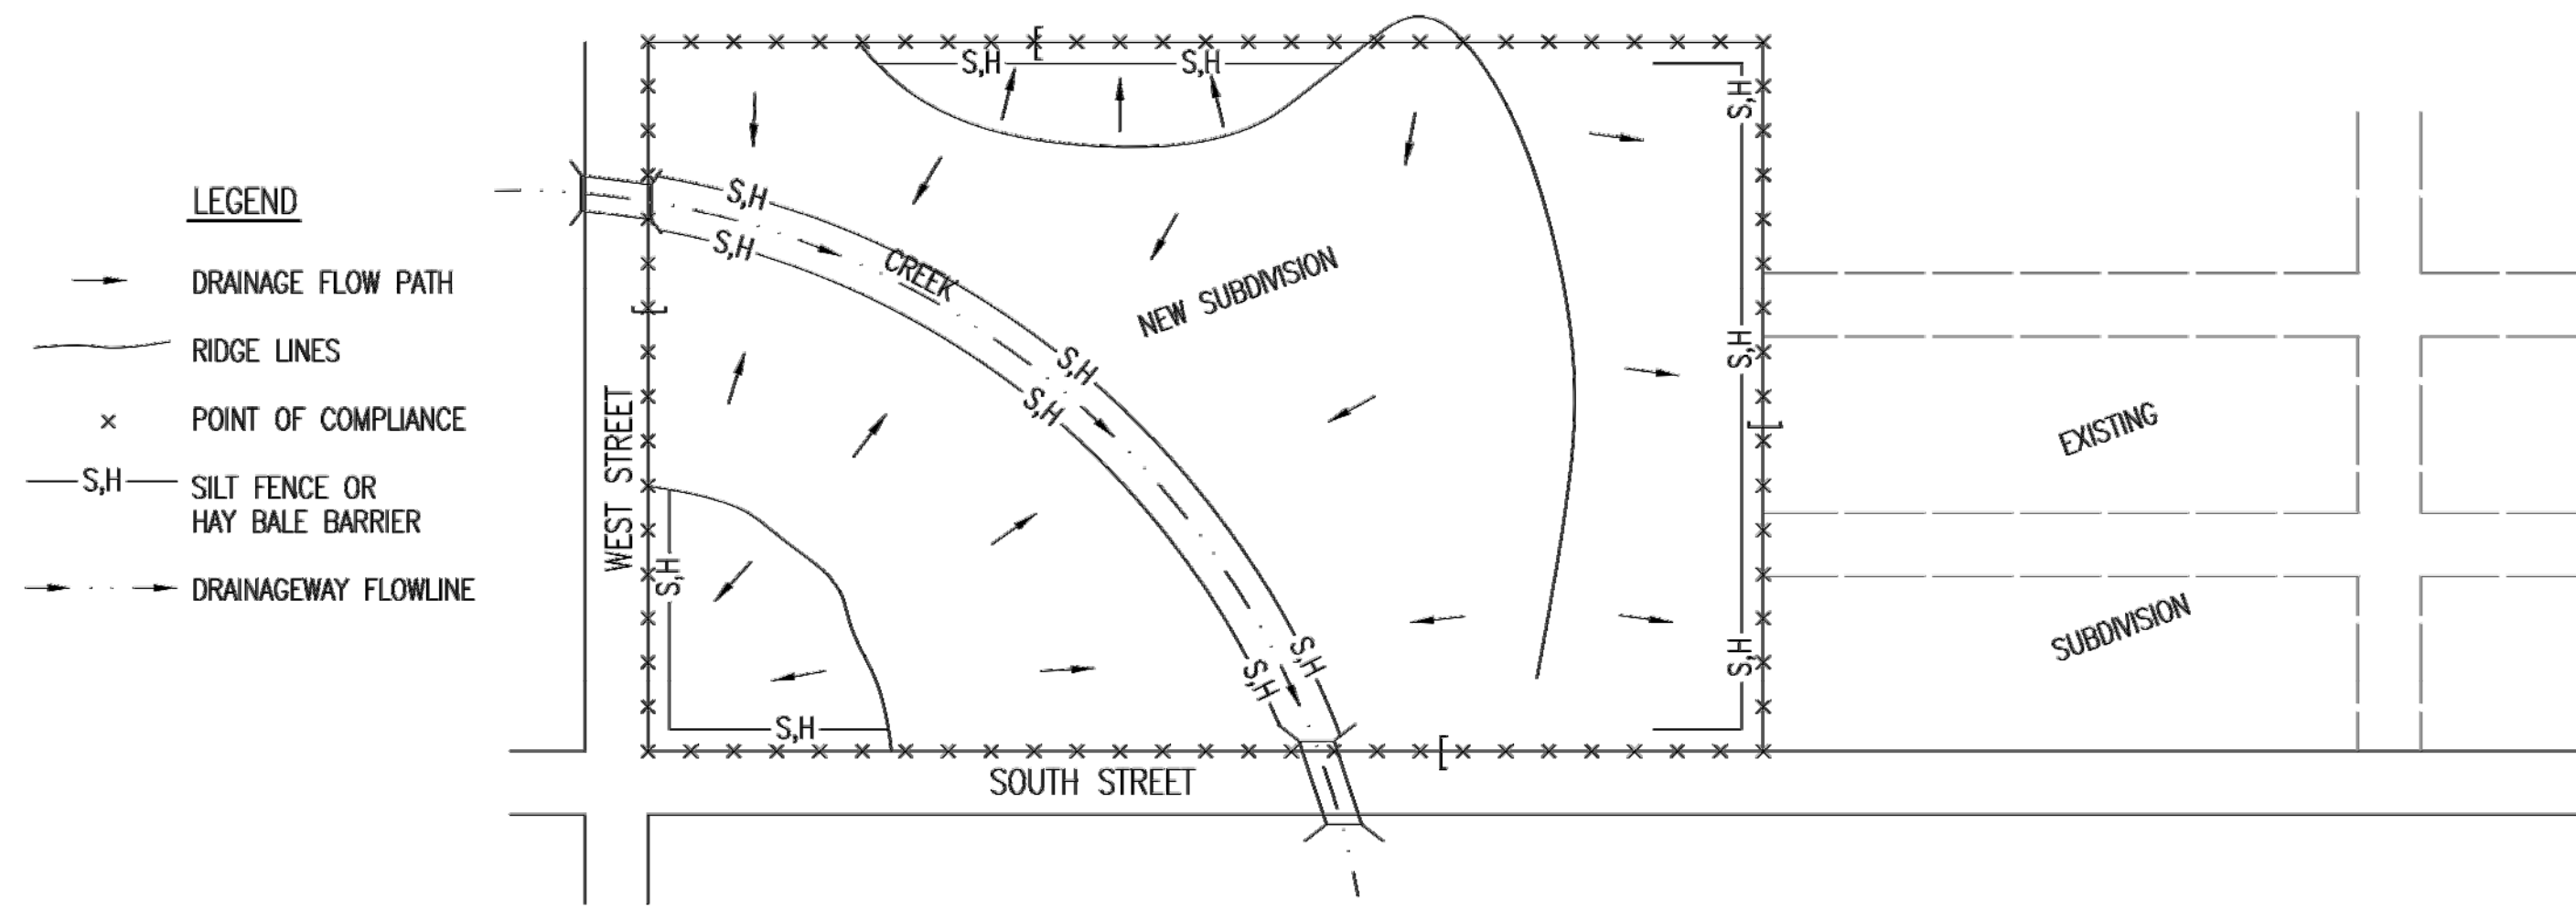 LEGEND
DRAINAGE FLOW PATH
RIDGE LINES
× POINT OF COMPLIANCE
S,H SILT FENCE OR
HAY BALE BARRIER
DRAINAGEWAY FLOWLINE
S,H
S,H
S,H
S,H
S,H
CREEK
NEW SUBDIVISION
S,H
S,H
S,H
WEST STREET
EXISTING
S,H
SUBDIVISION
S,H
S,H
S,H
S,H
SOUTH STREET